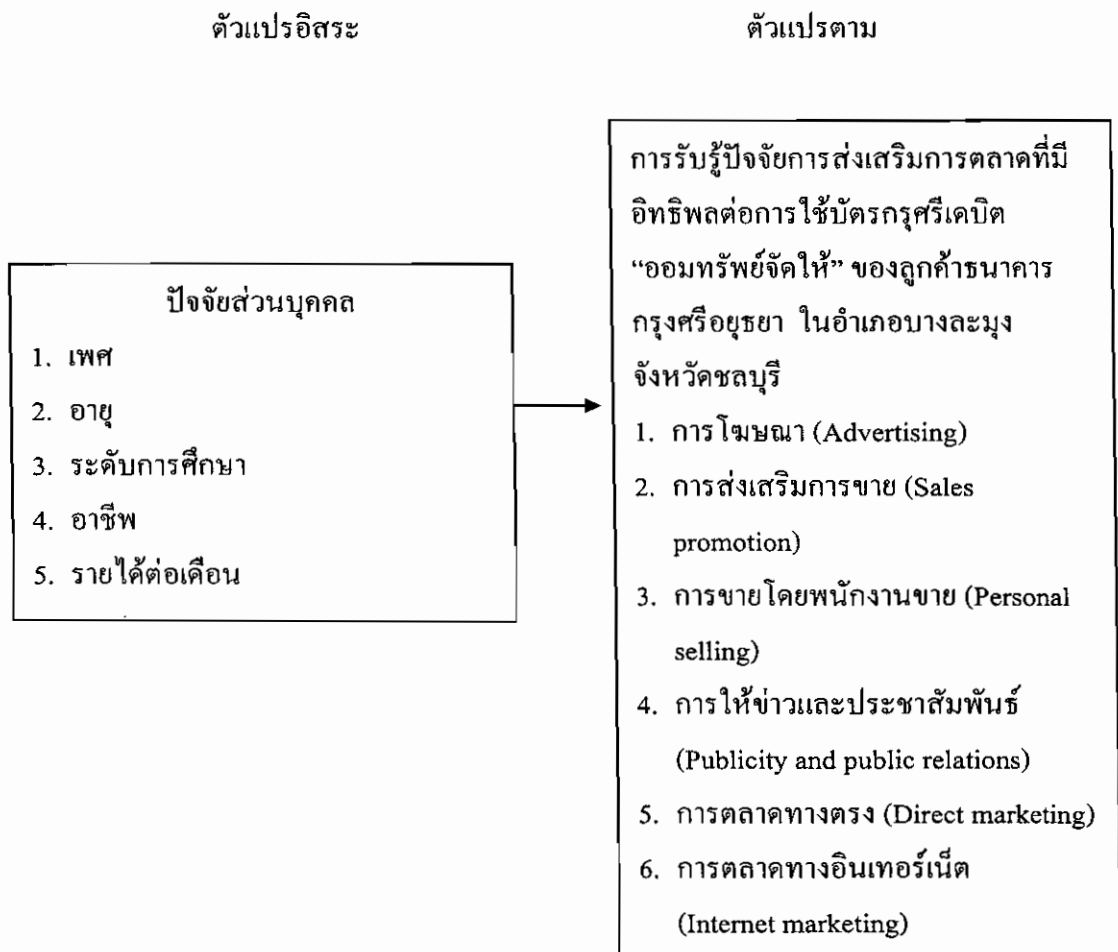 ตัวแปรอิสระ
ตัวแปรตาม
ปัจจัยส่วนบุคคล
1. เพศ
2. อายุ
3. ระดับการศึกษา
4. อาชีพ
5. รายได้ต่อเดือน
การรับรู้ปัจจัยการส่งเสริมการตลาดที่มี
อิทธิพลต่อการใช้บัตรกรุศรีเดบิต
“ออมทรัพย์จัดให้” ของลูกค้าธนาคาร
กรุงศรีอยุธยา ในอำเภอบางละมุง
จังหวัดชลบุรี
1. การโฆษณา (Advertising)
2. การส่งเสริมการขาย (Sales
promotion)
3. การขายโดยพนักงานขาย (Personal
selling)
4. การให้ข่าวและประชาสัมพันธ์
(Publicity and public relations)
5. การตลาดทางตรง (Direct marketing)
6. การตลาดทางอินเทอร์เน็ต
(Internet marketing)